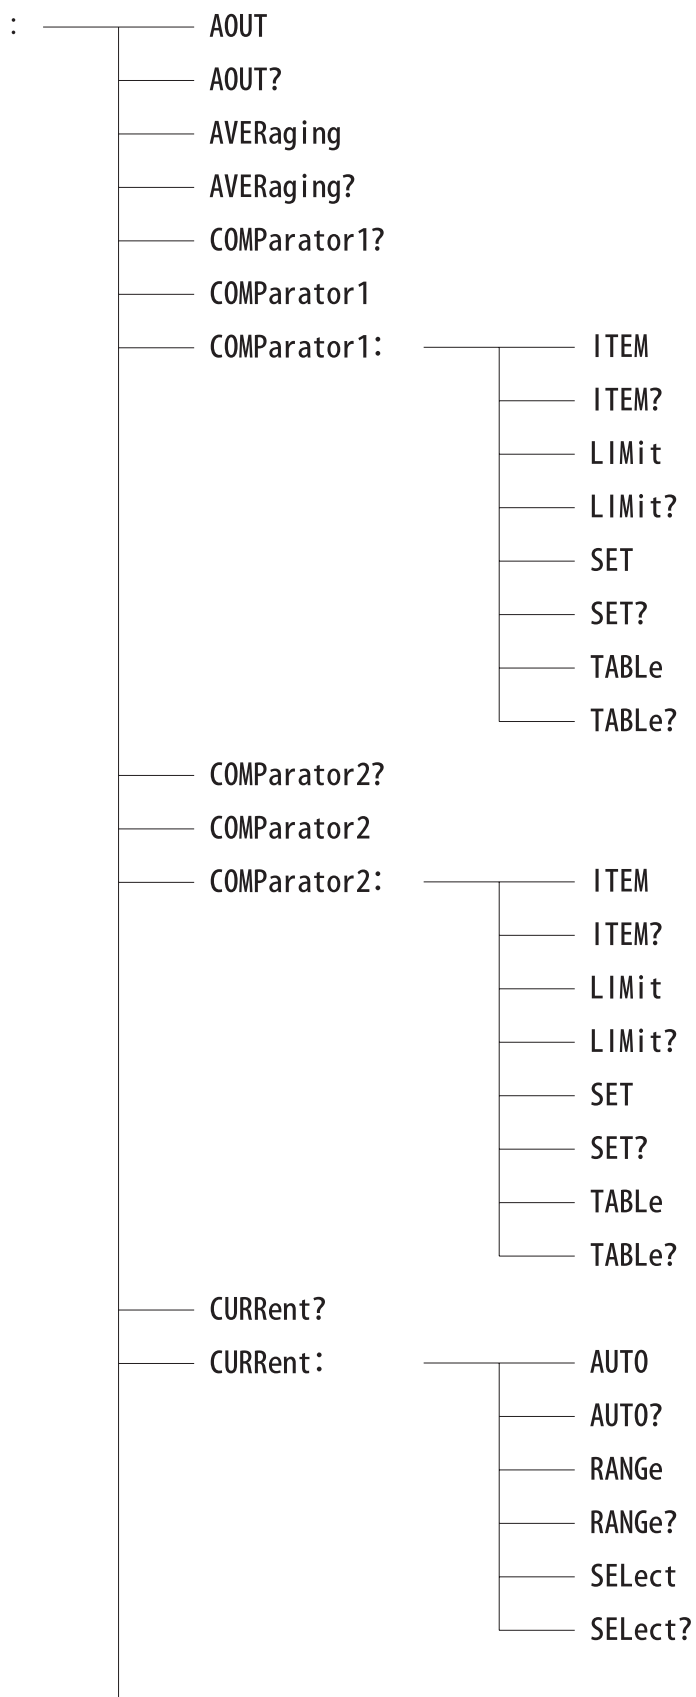 : AOUT
AOUT?
AVERaging
AVERaging?
COMParator1?
COMParator1
COMParator1: ITEM
ITEM?
LIMit
LIMit?
SET
SET?
TABLe
TABLe?
COMParator2?
COMParator2
COMParator2: ITEM
ITEM?
LIMit
LIMit?
SET
SET?
TABLe
TABLe?
CURRent?
CURRent: AUTO
AUTO?
RANGe
RANGe?
SELect
SELect?